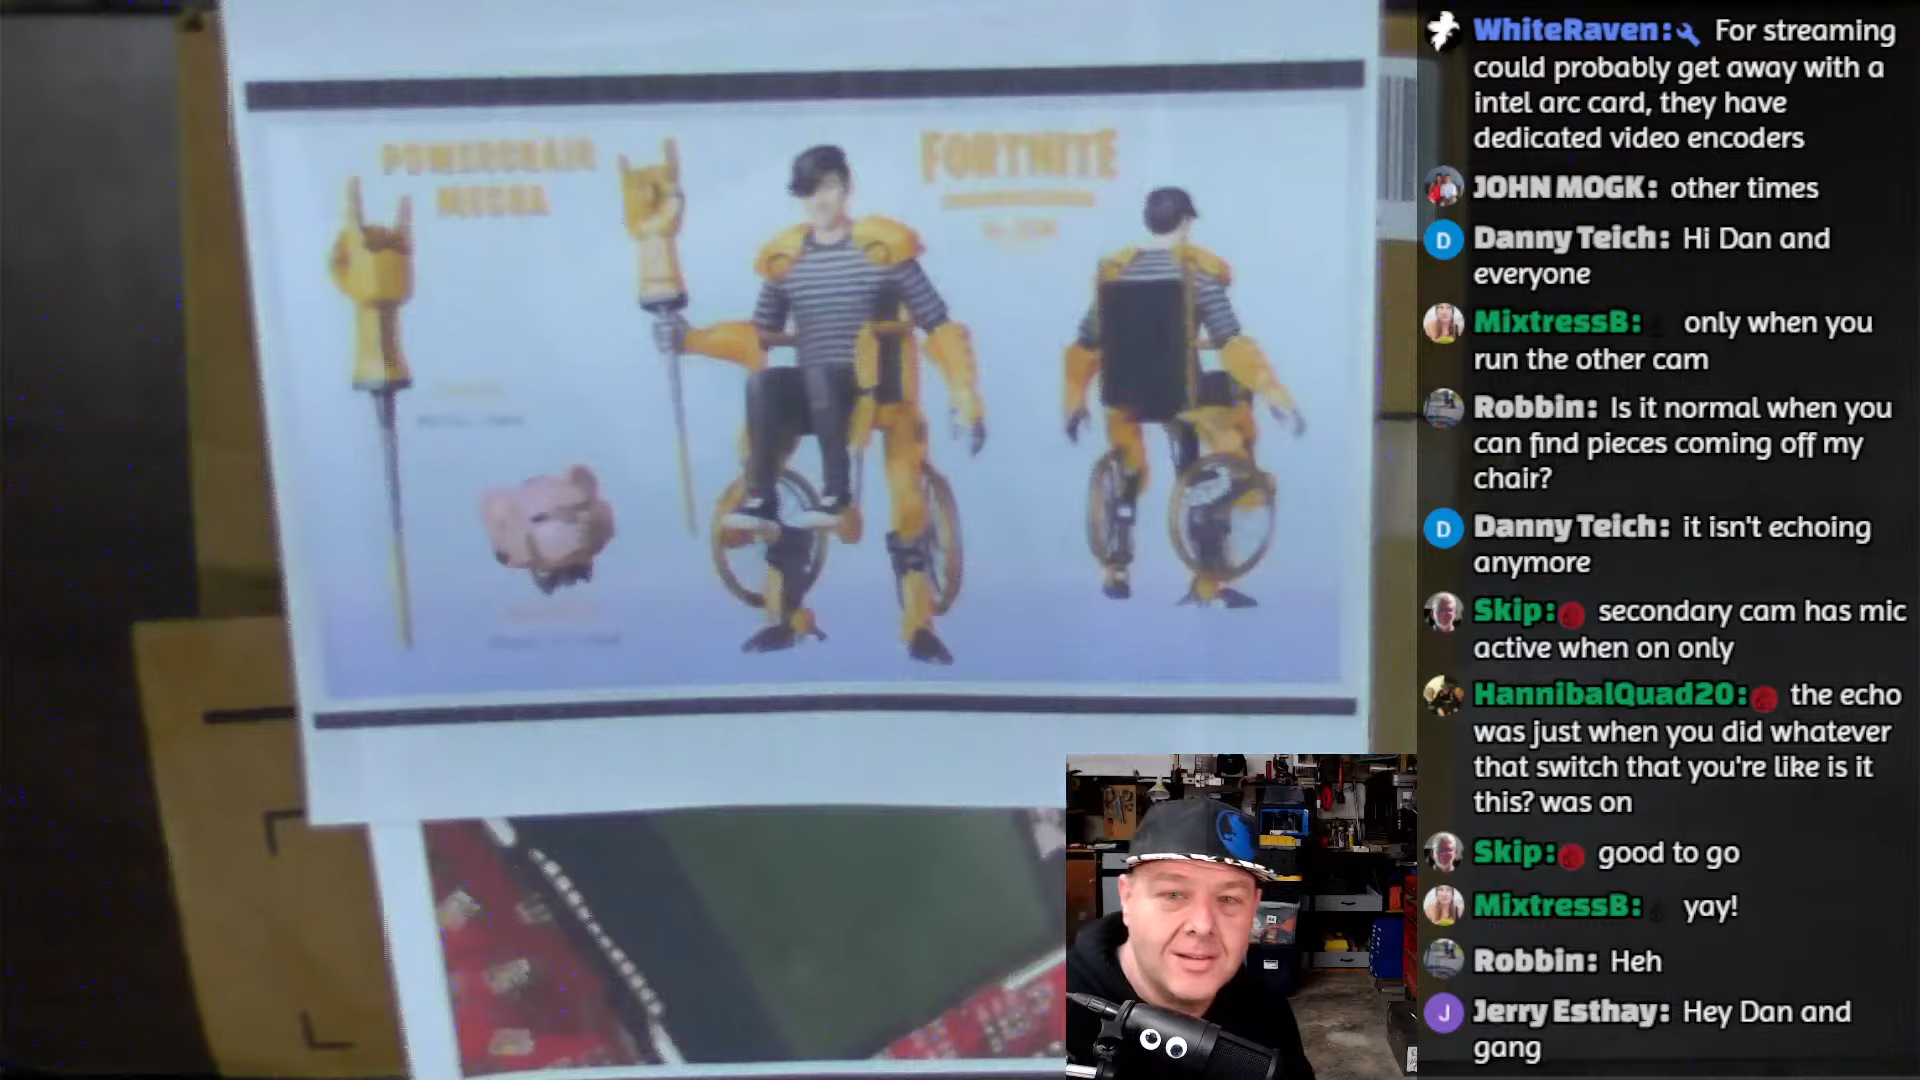 POWERCHAIR
MECHA
FORTNITE
WhiteRaven: For streaming
could probably get away with a
intel arc card, they have
dedicated video encoders
JOHN MOGK: other times
D Danny Teich: Hi Dan and
everyone
MixtressB: only when you
run the other cam
Robbin: Is it normal when you
can find pieces coming off my
chair?
D Danny Teich: it isn't echoing
anymore
Skip: secondary cam has mic
active when on only
HannibalQuad20: the echo
was just when you did whatever
that switch that you're like is it
this? was on
Skip: good to go
MixtressB: yay!
Robbin: Heh
J Jerry Esthay: Hey Dan and
gang